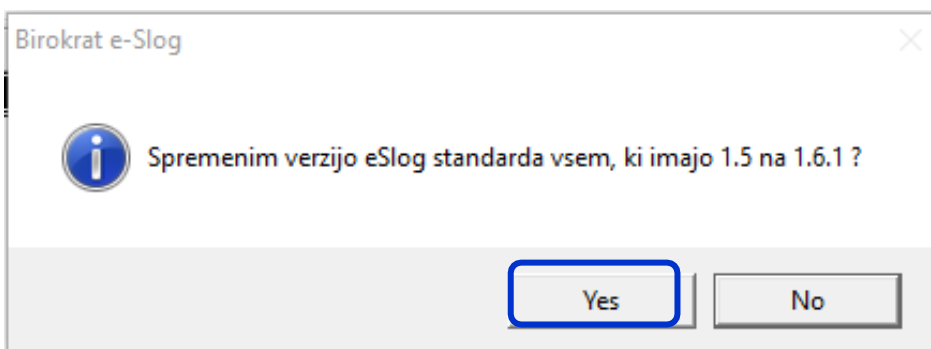 Birokrat e-Slog
Spremenim verzijo eSlog standarda vsem, ki imajo 1.5 na 1.6.1 ?
Yes No